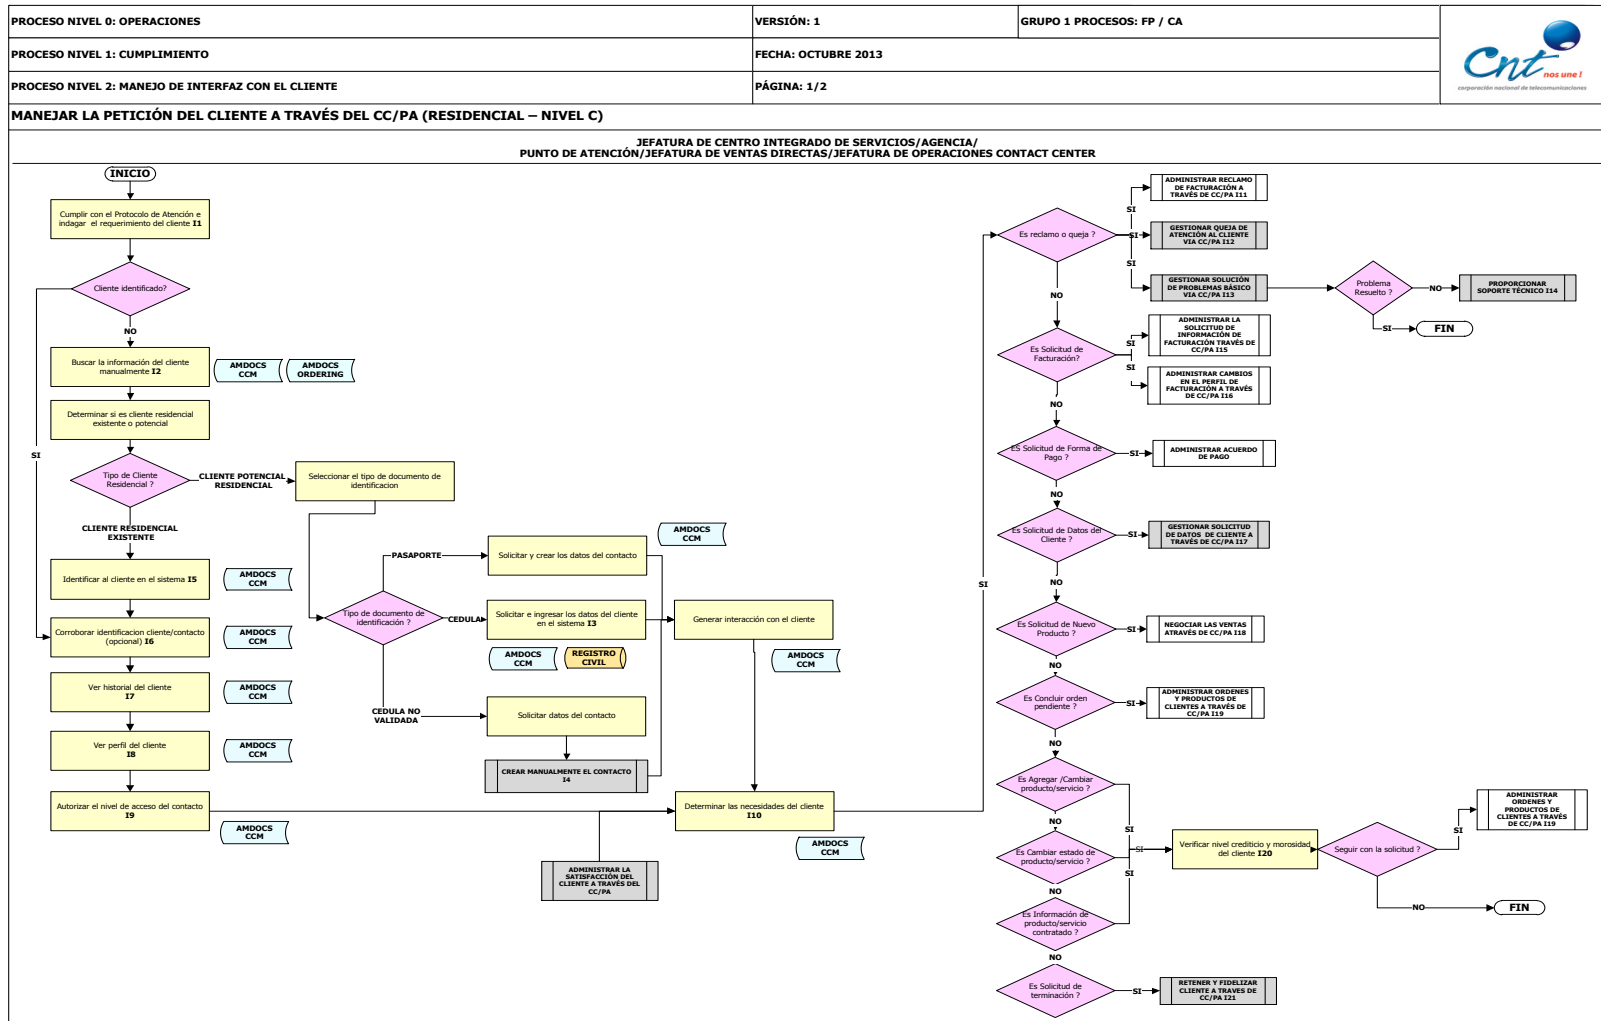 PROCESO NIVEL 0: OPERACIONES
VERSIÓN: 1
GRUPO 1 PROCESOS: FP / CA
PROCESO NIVEL 1: CUMPLIMIENTO
FECHA: OCTUBRE 2013
PROCESO NIVEL 2: MANEJO DE INTERFAZ CON EL CLIENTE
PÁGINA: 1/2
Cnt
nos une !
corporación nacional de telecomunicaciones
MANEJAR LA PETICIÓN DEL CLIENTE A TRAVÉS DEL CC/PA (RESIDENCIAL – NIVEL C)
JEFATURA DE CENTRO INTEGRADO DE SERVICIOS/AGENCIA/
PUNTO DE ATENCIÓN/JEFATURA DE VENTAS DIRECTAS/JEFATURA DE OPERACIONES CONTACT CENTER
INICIO
Cumplir con el Protocolo de Atención e
indagar el requerimiento del cliente I1
Cliente identificado?
NO
SI
Buscar la información del cliente
manualmente I2
AMDOCS
CCM
AMDOCS
ORDERING
Determinar si es cliente residencial
existente o potencial
Tipo de Cliente
Residencial ?
CLIENTE POTENCIAL
RESIDENCIAL
CLIENTE RESIDENCIAL
EXISTENTE
Seleccionar el tipo de documento de
identificacion
Identificar al cliente en el sistema I5
AMDOCS
CCM
Corroborar identificacion cliente/contacto
(opcional) I6
AMDOCS
CCM
Ver historial del cliente
I7
AMDOCS
CCM
Ver perfil del cliente
I8
AMDOCS
CCM
Autorizar el nivel de acceso del contacto
I9
AMDOCS
CCM
Tipo de documento de
identificación ?
PASAPORTE
CEDULA
CEDULA NO
VALIDADA
Solicitar y crear los datos del contacto
AMDOCS
CCM
Solicitar e ingresar los datos del cliente
en el sistema I3
AMDOCS
CCM
REGISTRO
CIVIL
Solicitar datos del contacto
CREAR MANUALMENTE EL CONTACTO
I4
Generar interacción con el cliente
AMDOCS
CCM
Determinar las necesidades del cliente
I10
AMDOCS
CCM
ADMINISTRAR LA
SATISFACCIÓN DEL
CLIENTE A TRAVÉS DEL
CC/PA
SI
Es reclamo o queja ?
SI
SI
SI
NO
ADMINISTRAR RECLAMO
DE FACTURACIÓN A
TRAVÉS DE CC/PA I11
GESTIONAR QUEJA DE
ATENCIÓN AL CLIENTE
VIA CC/PA I12
GESTIONAR SOLUCIÓN
DE PROBLEMAS BÁSICO
VIA CC/PA I13
Problema
Resuelto ?
NO
PROPORCIONAR
SOPORTE TÉCNICO I14
SI
FIN
Es Solicitud de
Facturación?
SI
SI
NO
ADMINISTRAR LA
SOLICITUD DE
INFORMACIÓN DE
FACTURACIÓN TRAVÉS DE
CC/PA I15
ADMINISTRAR CAMBIOS
EN EL PERFIL DE
FACTURACIÓN A TRAVÉS
DE CC/PA I16
ES Solicitud de Forma de
Pago ?
SI
NO
ADMINISTRAR ACUERDO
DE PAGO
Es Solicitud de Datos del
Cliente ?
SI
NO
GESTIONAR SOLICITUD
DE DATOS DE CLIENTE A
TRAVÉS DE CC/PA I17
Es Solicitud de Nuevo
Producto ?
SI
NO
NEGOCIAR LAS VENTAS
ATRAVÉS DE CC/PA I18
Es Concluir orden
pendiente ?
SI
NO
ADMINISTRAR ORDENES
Y PRODUCTOS DE
CLIENTES A TRAVÉS DE
CC/PA I19
Es Agregar /Cambiar
producto/servicio ?
SI
NO
Es Cambiar estado de
producto/servicio ?
SI
NO
Es Información de
producto/servicio
contratado ?
SI
NO
Verificar nivel crediticio y morosidad
del cliente I20
Seguir con la solicitud ?
SI
ADMINISTRAR
ORDENES Y
PRODUCTOS DE
CLIENTES A TRAVÉS
DE CC/PA I19
NO
FIN
Es Solicitud de
terminación ?
SI
RETENER Y FIDELIZAR
CLIENTE A TRAVES DE
CC/PA I21